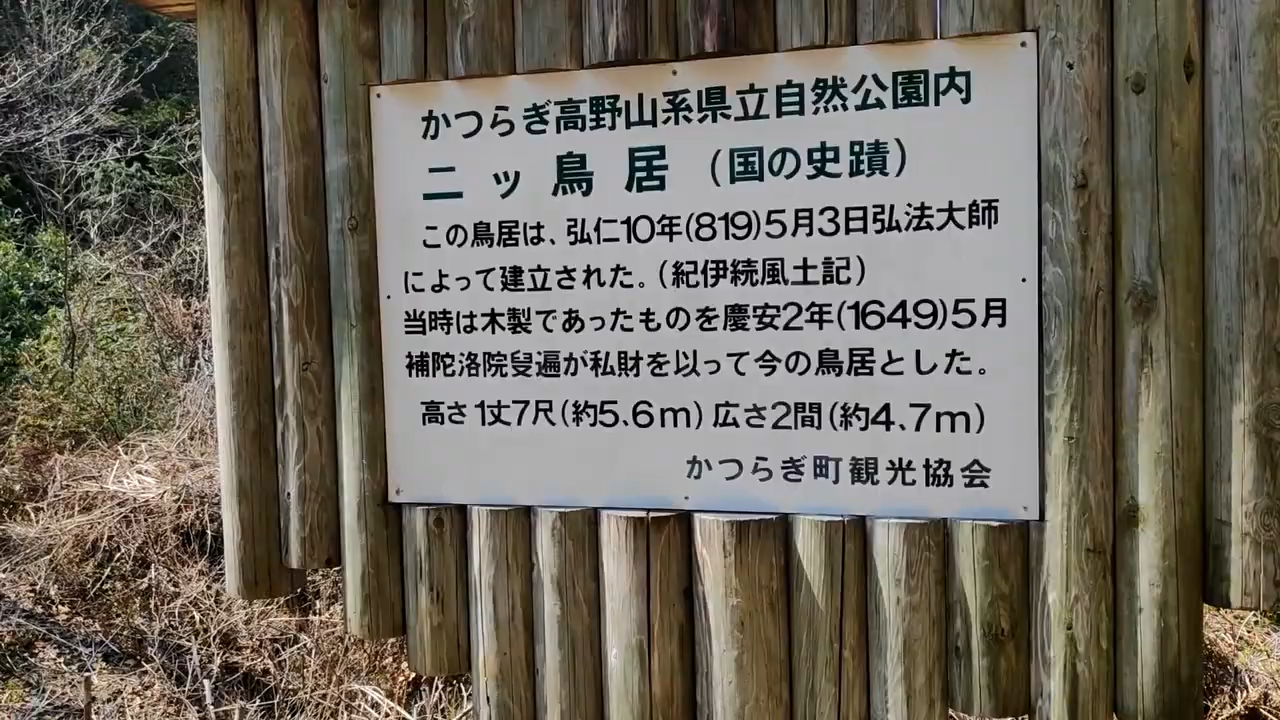 かつらぎ高野山系県立自然公園内
二ッ鳥居（国の史蹟）
この鳥居は、弘仁10年(819)5月3日弘法大師
によって建立された。(紀伊続風土記)
当時は木製であったものを慶安2年(1649)5月
補陀洛院叟遍が私財を以って今の鳥居とした。
高さ1丈7尺(約5.6m)広さ2間(約4.7m)
かつらぎ町観光協会